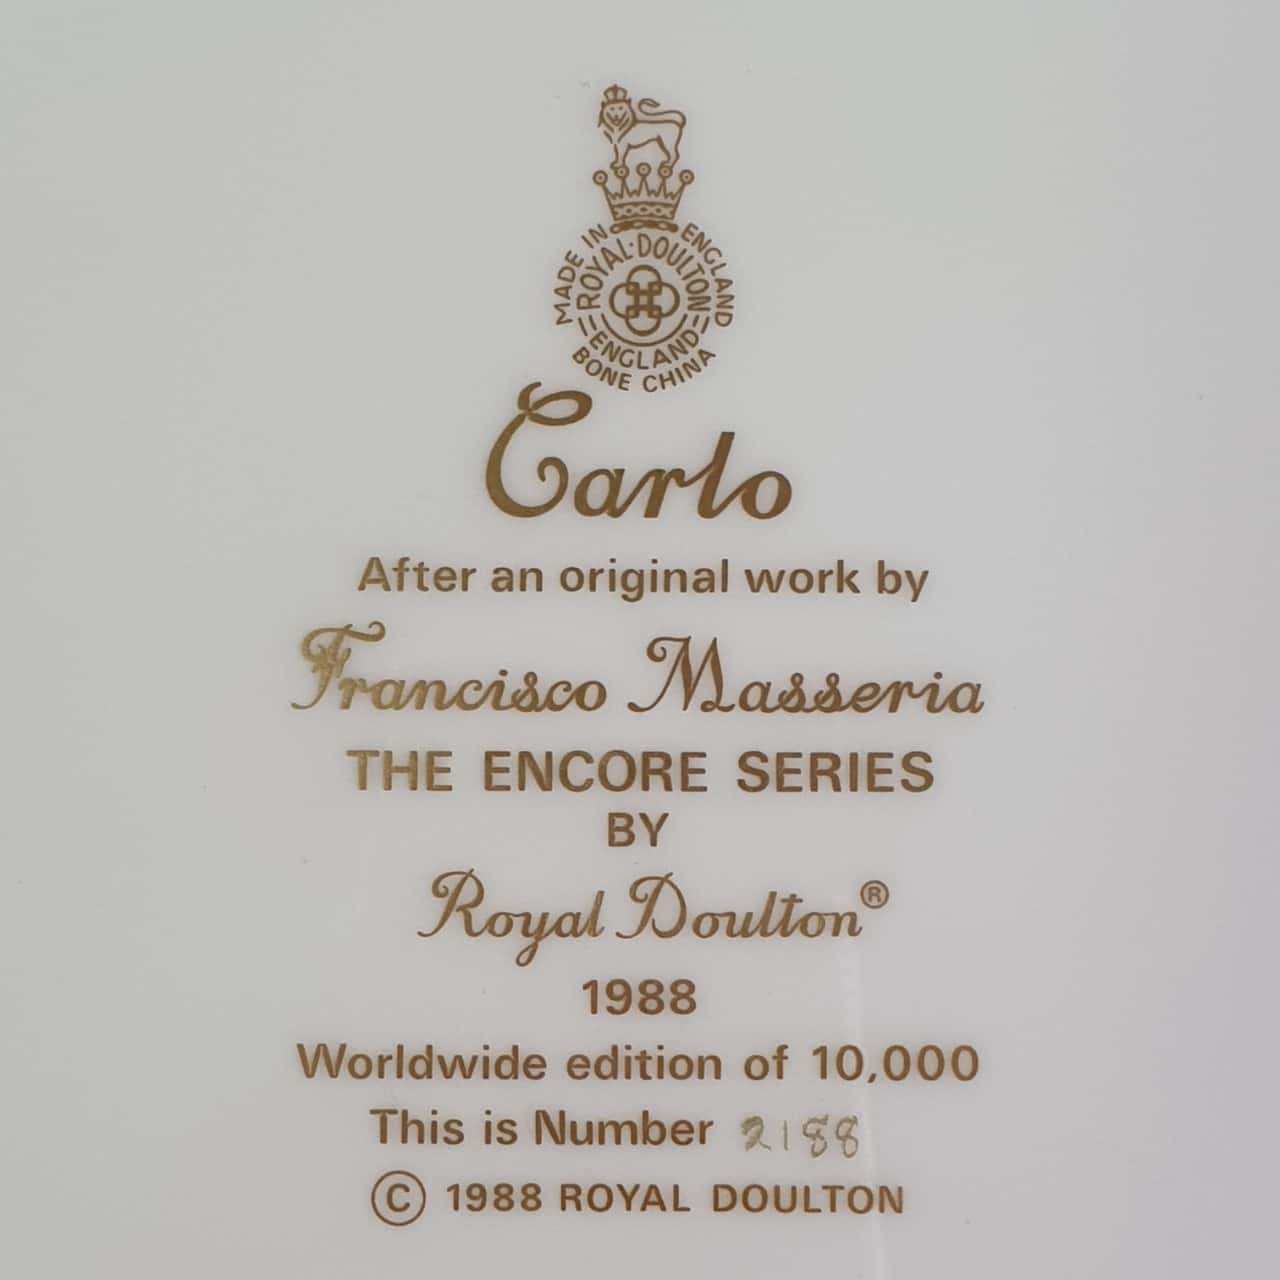 MADE IN ENGLAND
ROYAL·DOULTON
ENGLAND
BONE CHINA
Carlo
After an original work by
Francisco Masseria
THE ENCORE SERIES
BY
Royal Doulton®
1988
Worldwide edition of 10,000
This is Number 2188
© 1988 ROYAL DOULTON